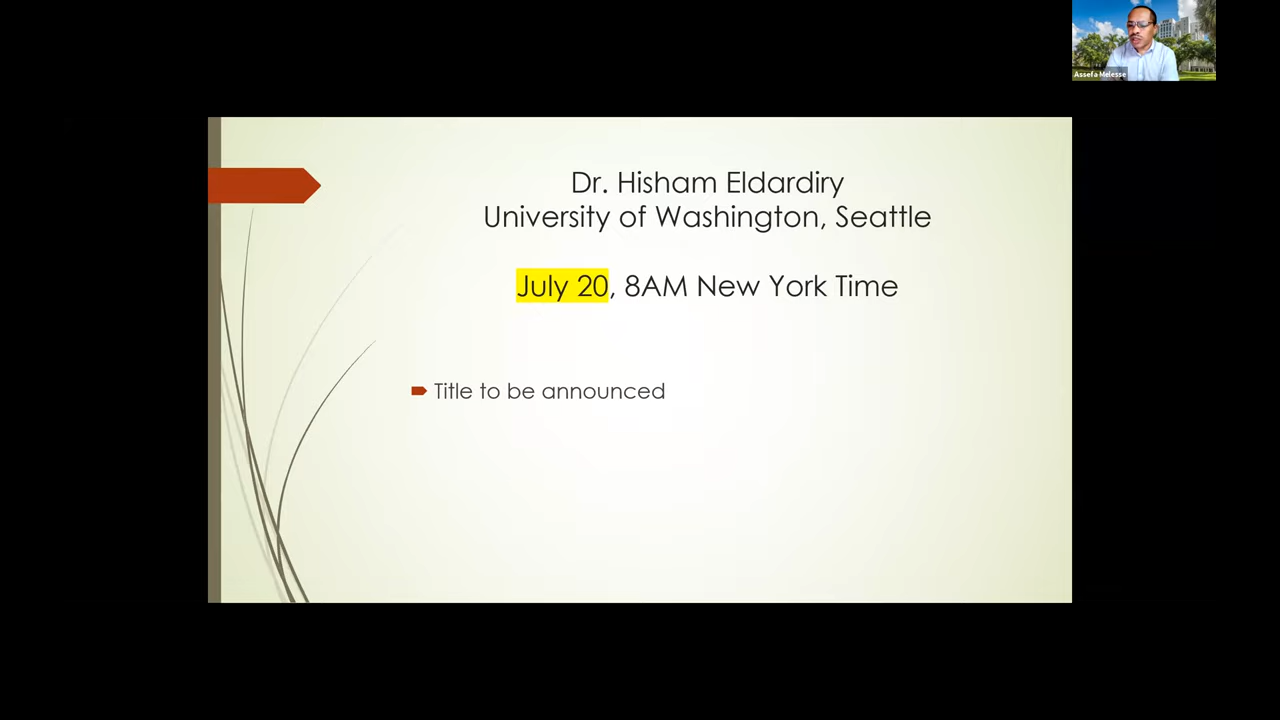 Assefa Melesse
Dr. Hisham Eldardiry
University of Washington, Seattle
July 20, 8AM New York Time
Title to be announced